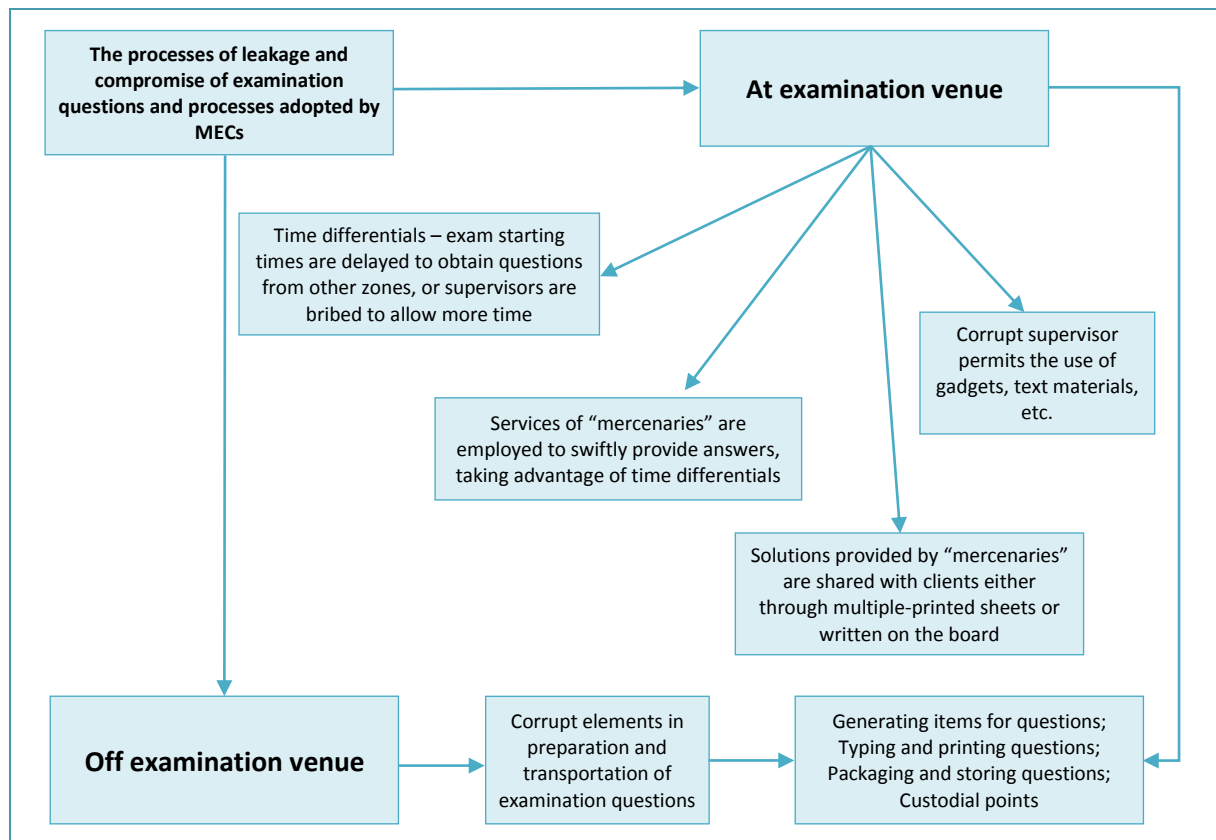 The processes of leakage and
compromise of examination
questions and processes adopted by
MECs
At examination venue
Time differentials – exam starting
times are delayed to obtain questions
from other zones, or supervisors are
bribed to allow more time
Corrupt supervisor
permits the use of
gadgets, text materials,
etc.
Services of “mercenaries” are
employed to swiftly provide answers,
taking advantage of time differentials
Solutions provided by “mercenaries”
are shared with clients either
through multiple-printed sheets or
written on the board
Off examination venue
Corrupt elements in
preparation and
transportation of
examination questions
Generating items for questions;
Typing and printing questions;
Packaging and storing questions;
Custodial points